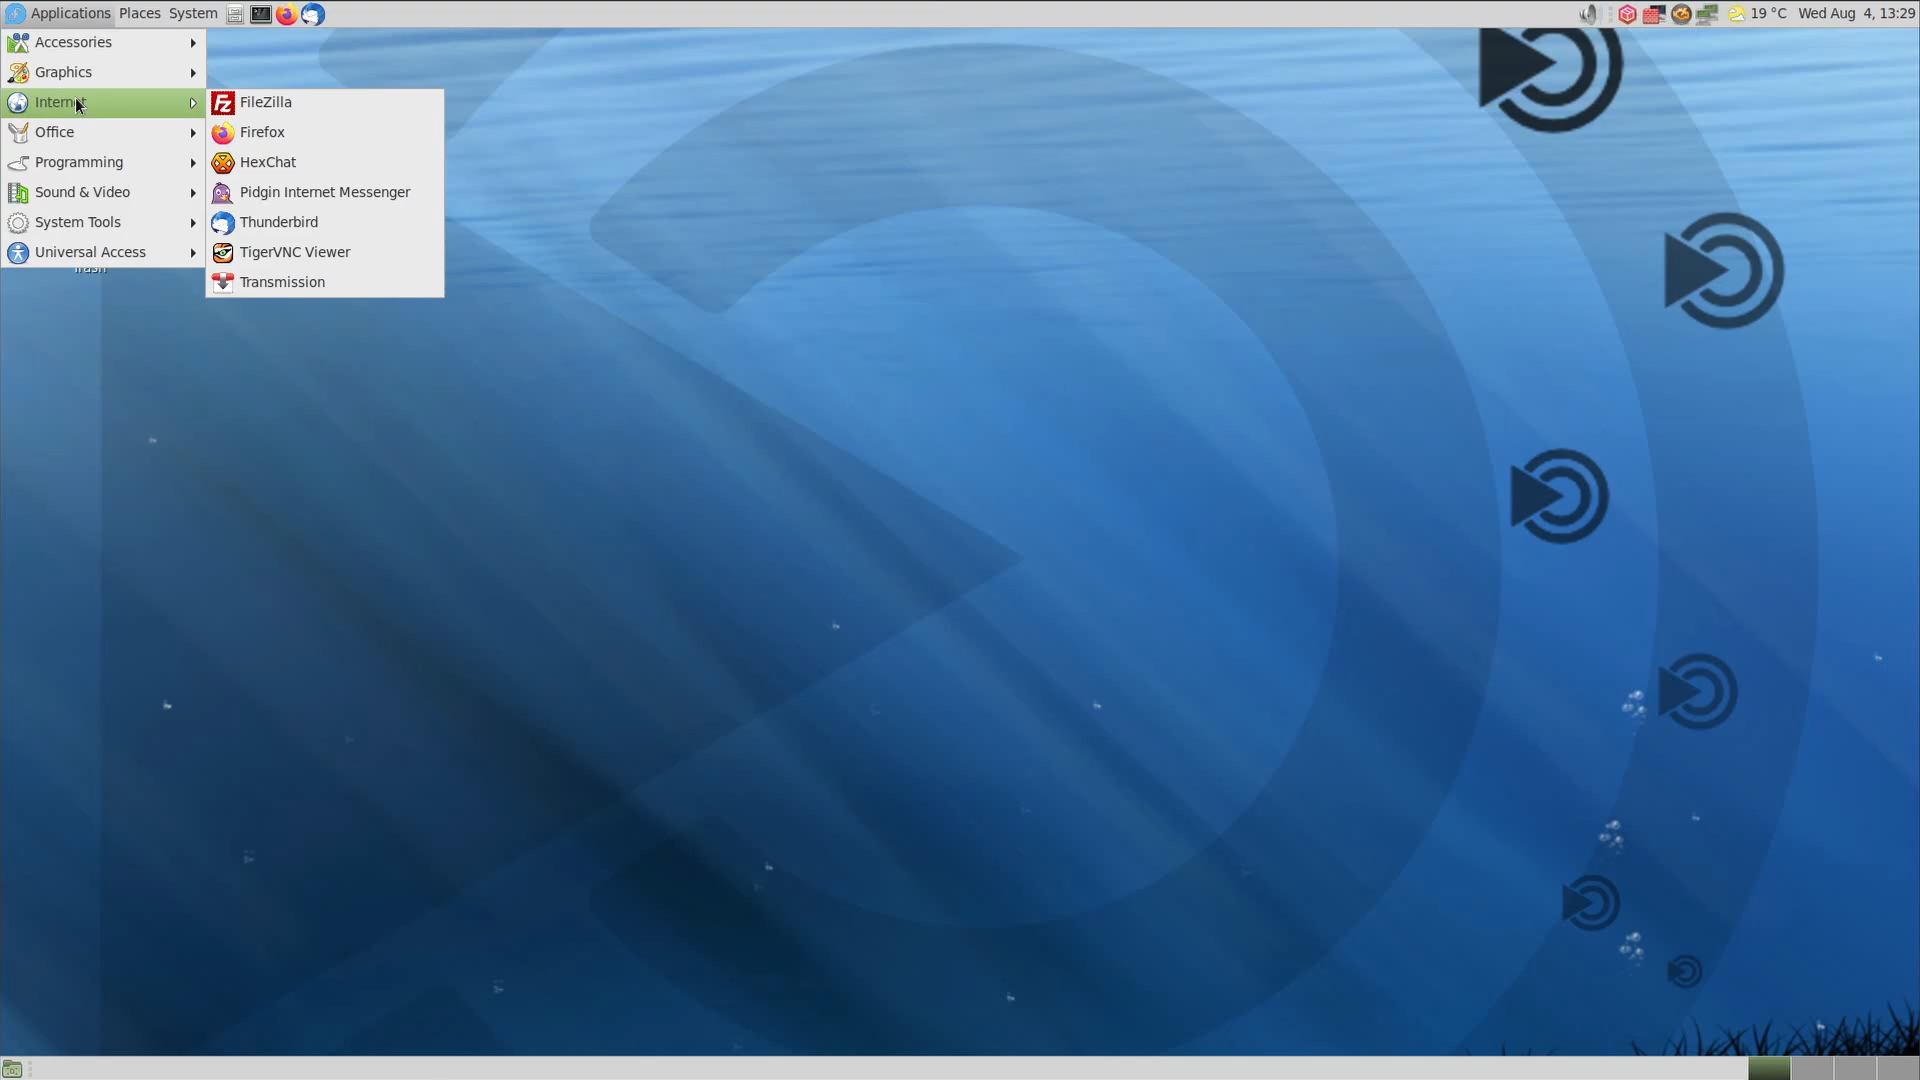 Applications Places System 19 °C Wed Aug 4, 13:29
Accessories
Graphics
Internet
Office
Programming
Sound & Video
System Tools
Universal Access
FileZilla
Firefox
HexChat
Pidgin Internet Messenger
Thunderbird
TigerVNC Viewer
Transmission
Trash